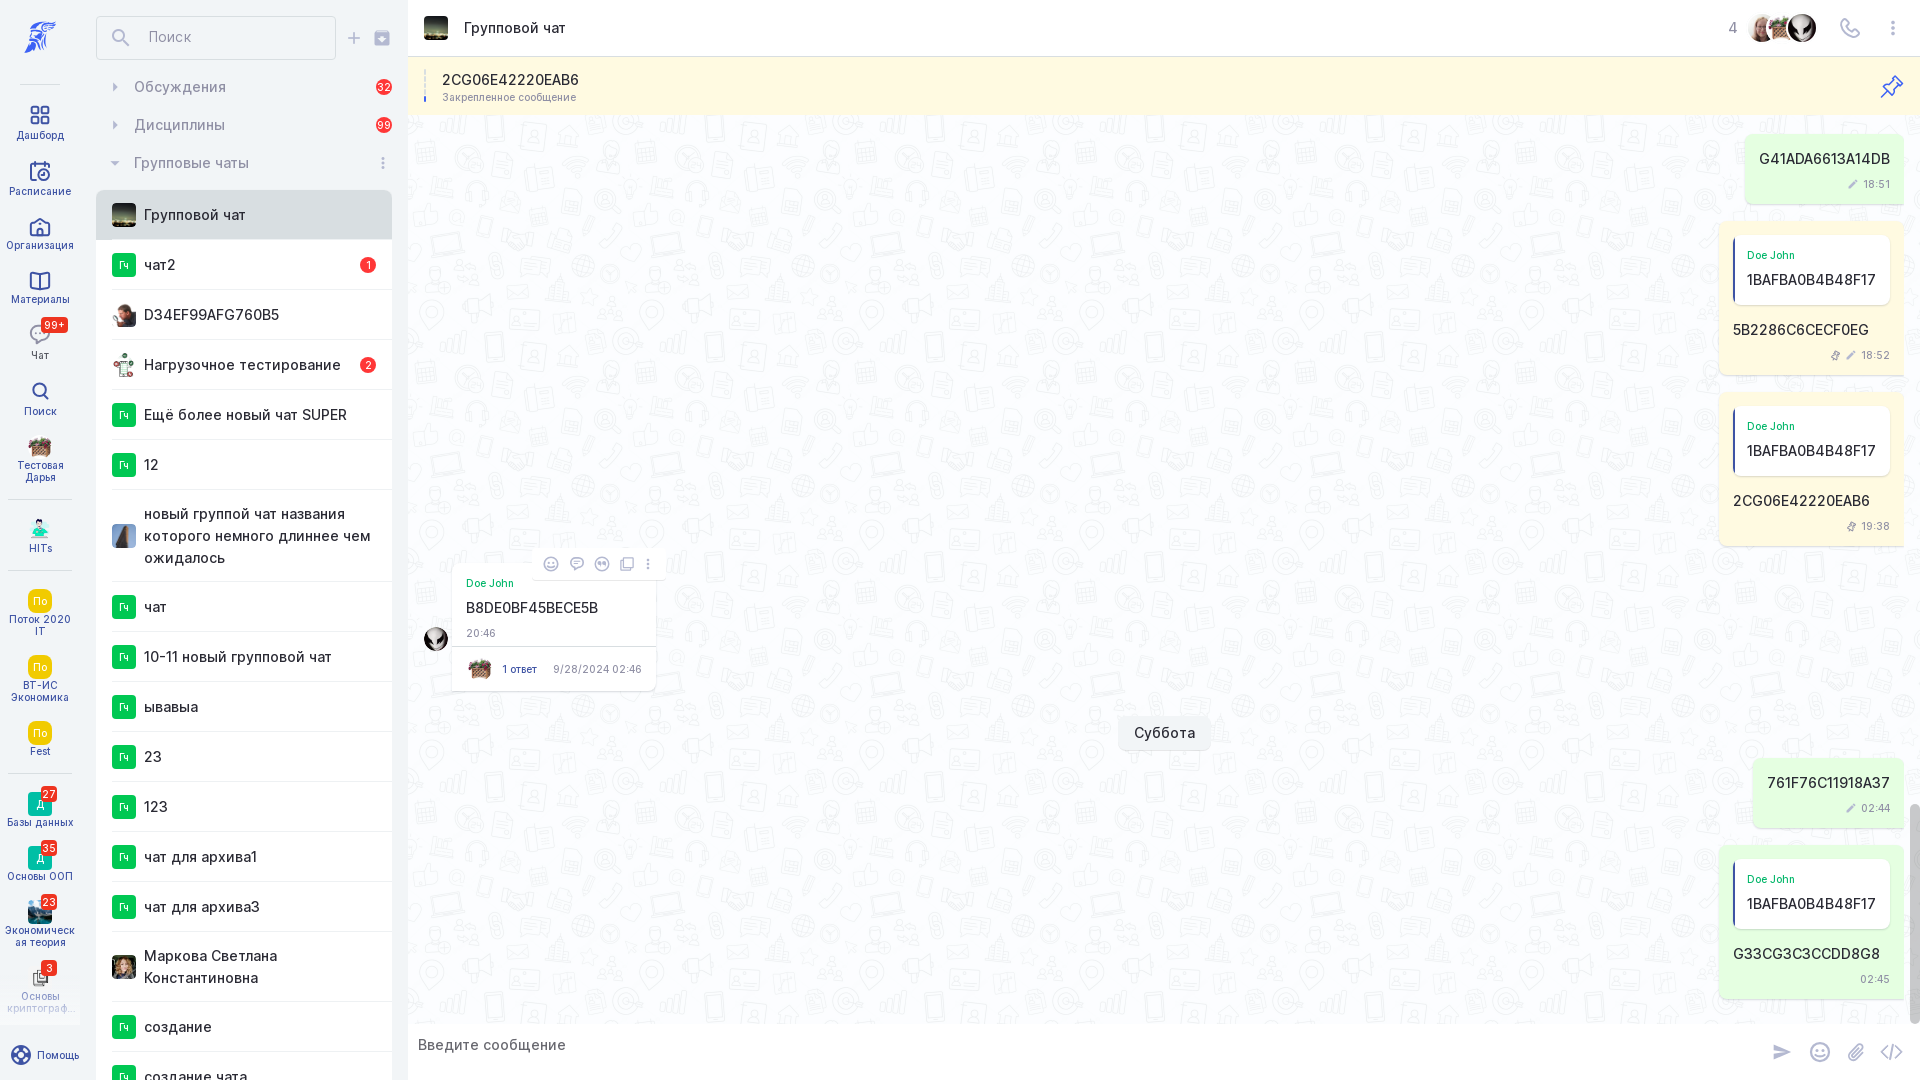 Дашборд
Расписание
Организация
Материалы
99+
Чат
Поиск
Тестовая
Дарья
HITs
По
Поток 2020
IT
По
ВТ-ИС
Экономика
По
Fest
27
Д
Базы данных
35
Д
Основы ООП
23
Экономическ
ая теория
3
Основы
криптограф...
Помощь
Поиск
Обсуждения
32
Дисциплины
99
Групповые чаты
Групповой чат
Гч
чат2
1
D34EF99AFG760B5
Нагрузочное тестирование
2
Гч
Ещё более новый чат SUPER
Гч
12
новый группой чат названия
которого немного длиннее чем
ожидалось
Гч
чат
Гч
10-11 новый групповой чат
Гч
ывавыа
Гч
23
Гч
123
Гч
чат для архива1
Гч
чат для архива3
Маркова Светлана
Константиновна
Гч
создание
Гч
создание чата
Групповой чат
4
2CG06E42220EAB6
Закрепленное сообщение
G41ADA6613A14DB
18:51
Doe John
1BAFBA0B4B48F17
5B2286C6CECF0EG
18:52
Doe John
1BAFBA0B4B48F17
2CG06E42220EAB6
19:38
Doe John
B8DE0BF45BECE5B
20:46
1 ответ
9/28/2024 02:46
Суббота
761F76C11918A37
02:44
Doe John
1BAFBA0B4B48F17
G33CG3C3CCDD8G8
02:45
Введите сообщение